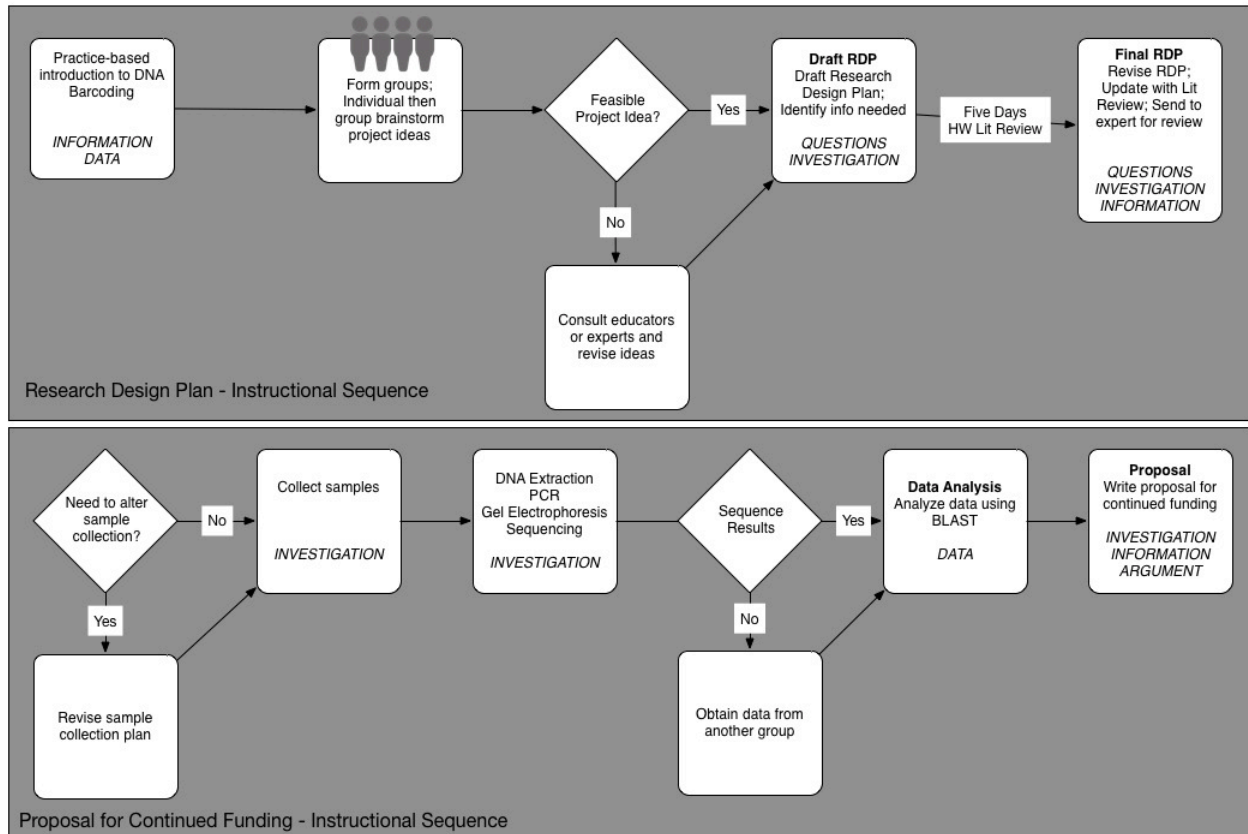 Practice-based
introduction to DNA
Barcoding
INFORMATION
DATA
Form groups;
Individual then
group brainstorm
project ideas
Feasible
Project Idea?
Yes
No
Consult educators
or experts and
revise ideas
Draft RDP
Draft Research
Design Plan;
Identify info needed
QUESTIONS
INVESTIGATION
Five Days
HW Lit Review
Final RDP
Revise RDP;
Update with Lit
Review; Send to
expert for review
QUESTIONS
INVESTIGATION
INFORMATION
Research Design Plan - Instructional Sequence
Need to alter
sample
collection?
No
Yes
Revise sample
collection plan
Collect samples
INVESTIGATION
DNA Extraction
PCR
Gel Electrophoresis
Sequencing
INVESTIGATION
Sequence
Results
Yes
No
Obtain data from
another group
Data Analysis
Analyze data using
BLAST
DATA
Proposal
Write proposal for
continued funding
INVESTIGATION
INFORMATION
ARGUMENT
Proposal for Continued Funding - Instructional Sequence